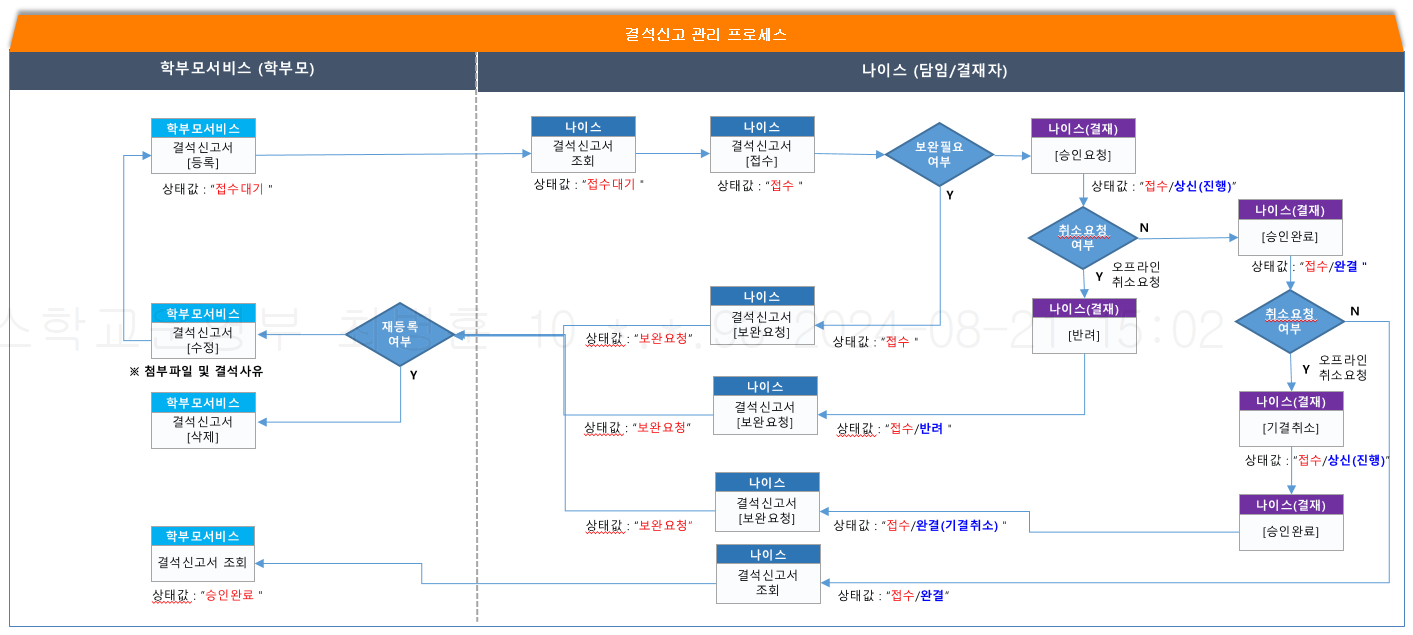 결석신고 관리 프로세스
학부모서비스 (학부모)
나이스 (담임/결재자)
학부모서비스
결석신고서
[등록]
상태값 : "접수대기 "
나이스
결석신고서
조회
상태값 : "접수대기 "
나이스
결석신고서
[접수]
상태값 : "접수 "
보완필요
여부
Y
나이스(결재)
[승인요청]
상태값 : "접수/상신(진행)"
취소요청
여부
N
Y
오프라인
취소요청
나이스(결재)
[승인완료]
상태값 : "접수/완결 "
학부모서비스
결석신고서
[수정]
※ 첨부파일 및 결석사유
재등록
여부
Y
나이스
결석신고서
[보완요청]
상태값 : "보완요청"
상태값 : "접수 "
나이스(결재)
[반려]
취소요청
여부
N
Y
오프라인
취소요청
학부모서비스
결석신고서
[삭제]
나이스
결석신고서
[보완요청]
상태값 : "보완요청"
상태값 : "접수/반려 "
나이스(결재)
[기결취소]
상태값 : "접수/상신(진행)"
나이스
결석신고서
[보완요청]
상태값 : "보완요청"
상태값 : "접수/완결(기결취소) "
나이스(결재)
[승인완료]
학부모서비스
결석신고서 조회
상태값 : "승인완료 "
나이스
결석신고서
조회
상태값 : "접수/완결"
2024-08-21 15:02